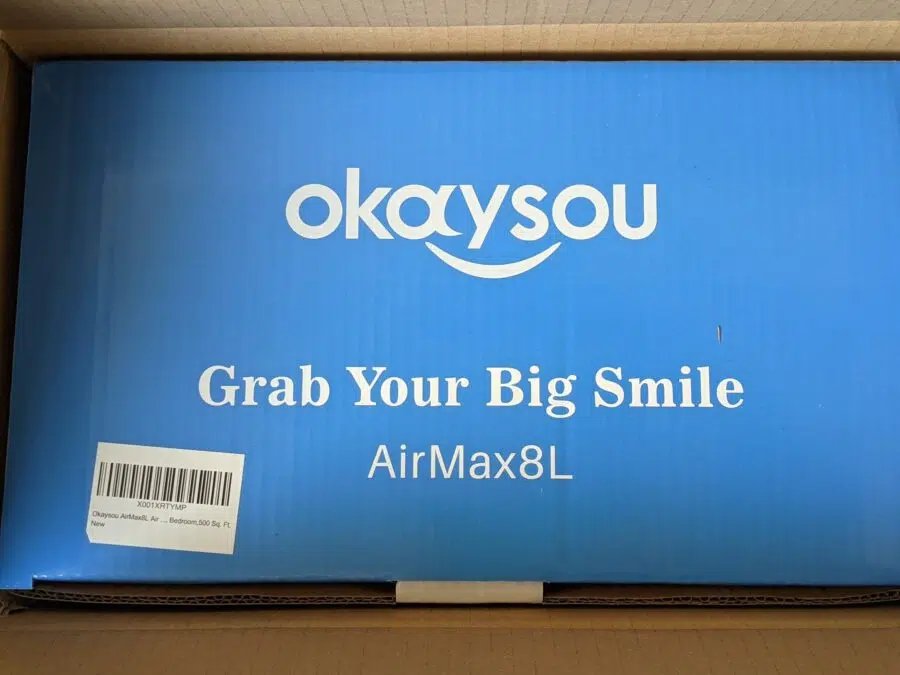 okaysou
Grab Your Big Smile
AirMax8L
X001XRTYMP
Okaysou AirMax8L Air ... Bedroom,500 Sq. Ft.
New